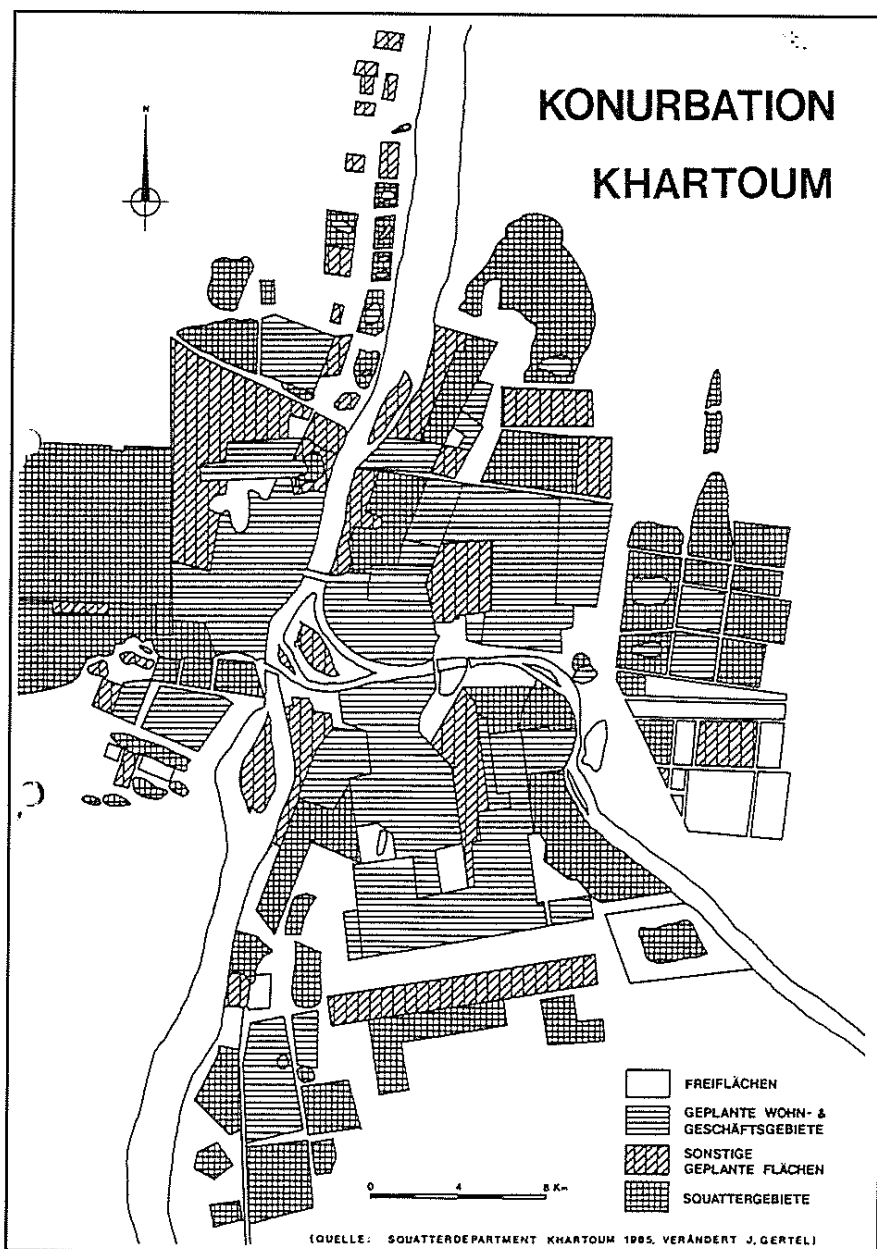 KONURBATION
KHARTOUM
N
FREIFLÄCHEN
GEPLANTE WOHN- &
GESCHÄFTSGEBIETE
SONSTIGE
GEPLANTE FLÄCHEN
SQUATTERGEBIETE
0 4 8 Km
(QUELLE: SQUATTERDEPARTMENT KHARTOUM 1985, VERÄNDERT J. GERTEL)